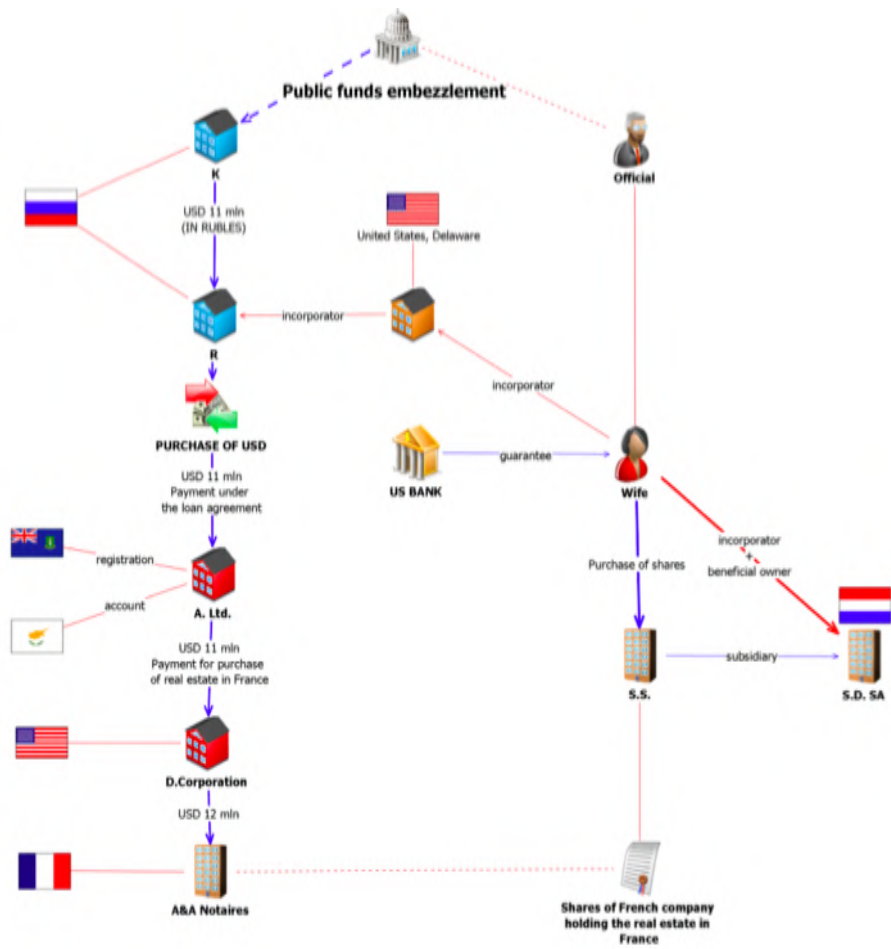 Public funds embezzlement
K
Official
USD 11 mln
(IN RUBLES)
United States, Delaware
incorporator
R
incorporator
PURCHASE OF USD
guarantee
US BANK
Wife
USD 11 mln
Payment under
the loan agreement
incorporator
+
beneficial owner
registration
Purchase of shares
account
A. Ltd.
USD 11 mln
Payment for purchase
of real estate in France
subsidiary
S.S.
S.D. SA
D.Corporation
USD 12 mln
A&A Notaires
Shares of French company
holding the real estate in
France